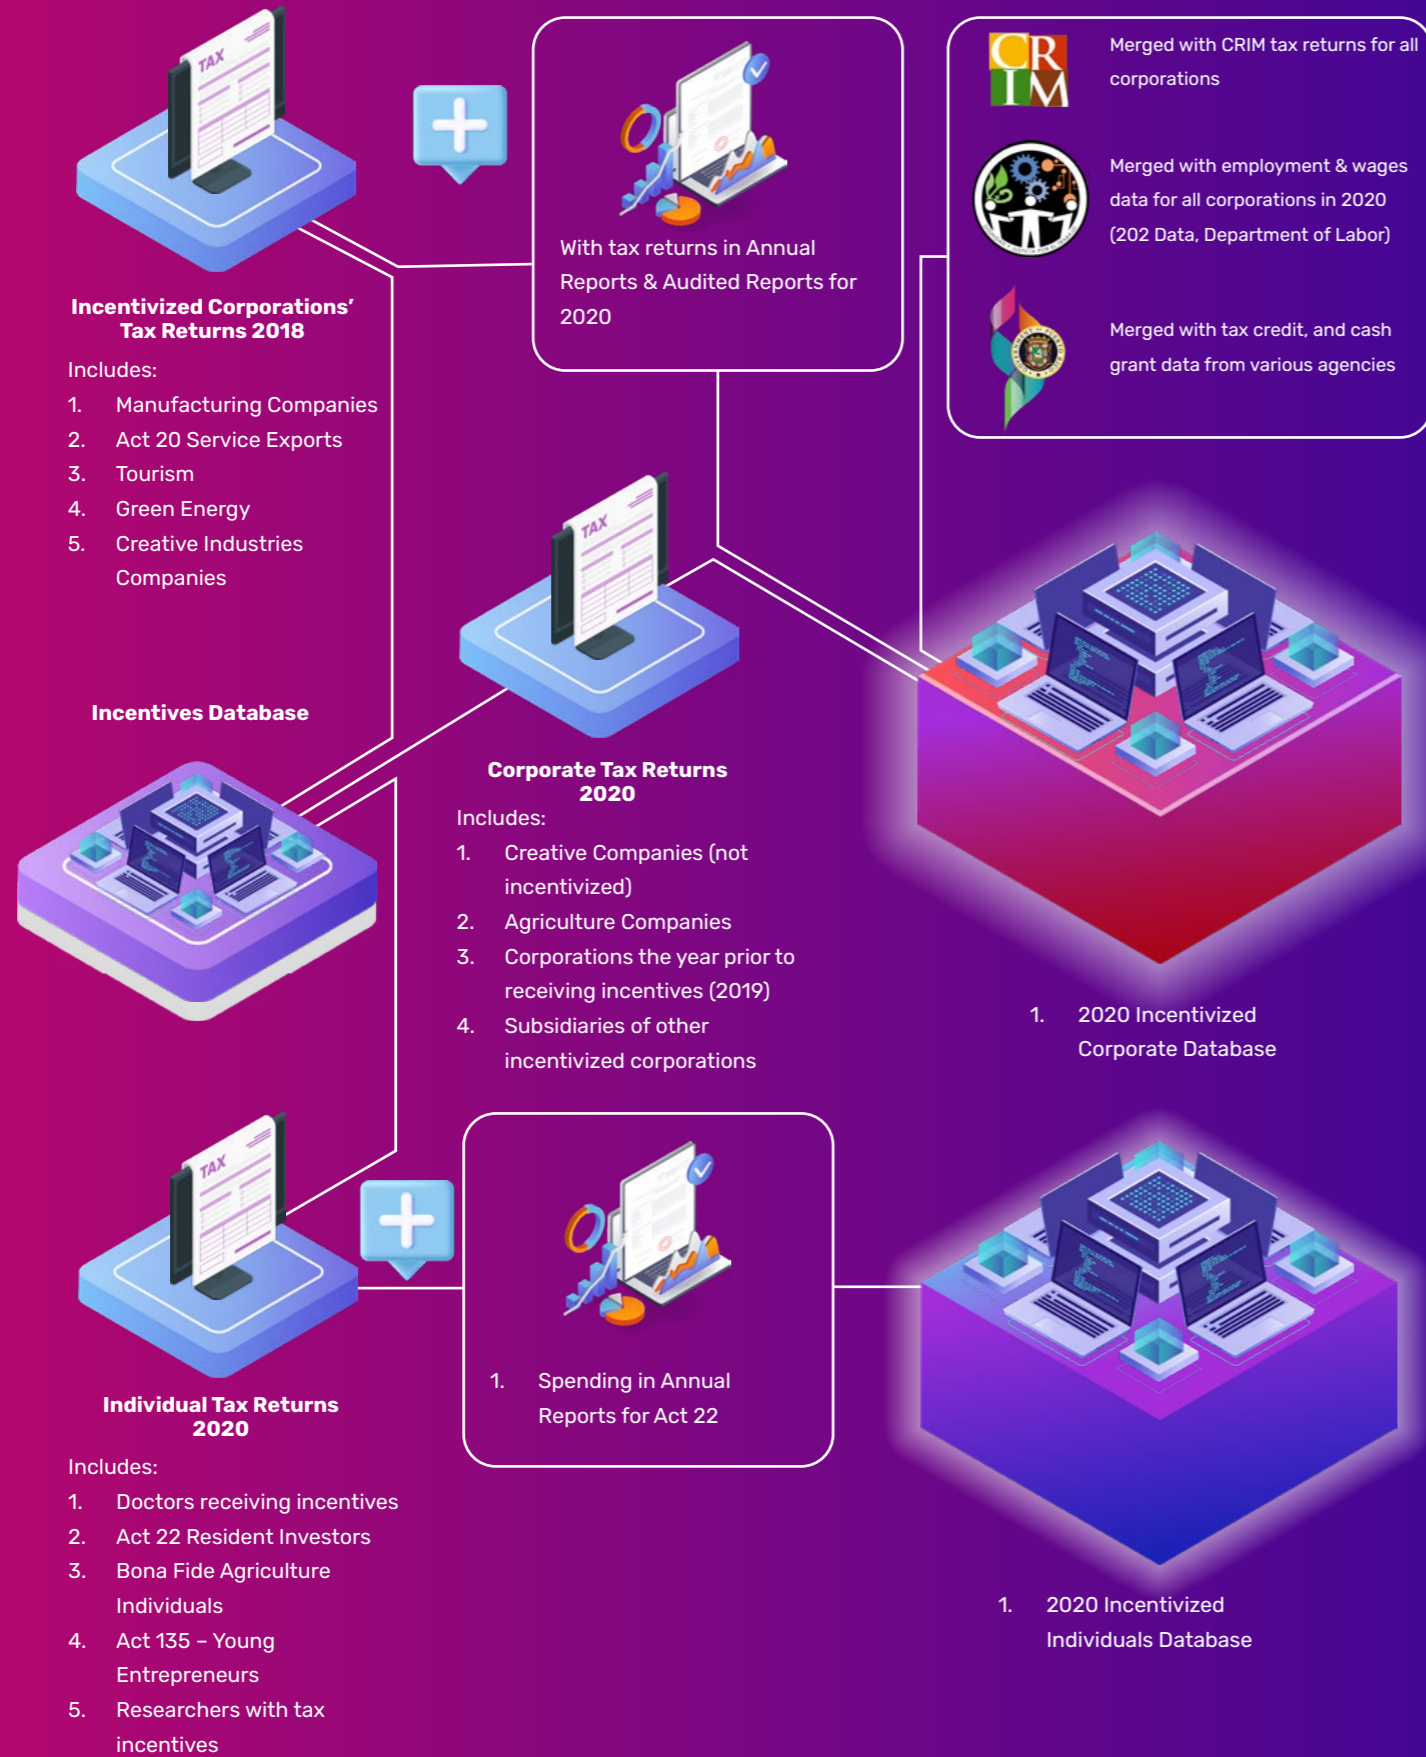 TAX
Incentivized Corporations’
Tax Returns 2018
Includes:
1. Manufacturing Companies
2. Act 20 Service Exports
3. Tourism
4. Green Energy
5. Creative Industries
Companies
With tax returns in Annual
Reports & Audited Reports for
2020
CRIM
Merged with CRIM tax returns for all
corporations
Merged with employment & wages
data for all corporations in 2020
(202 Data, Department of Labor)
Merged with tax credit, and cash
grant data from various agencies
Incentives Database
TAX
Corporate Tax Returns
2020
Includes:
1. Creative Companies (not
incentivized)
2. Agriculture Companies
3. Corporations the year prior to
receiving incentives (2019)
4. Subsidiaries of other
incentivized corporations
1. 2020 Incentivized
Corporate Database
TAX
Individual Tax Returns
2020
Includes:
1. Doctors receiving incentives
2. Act 22 Resident Investors
3. Bona Fide Agriculture
Individuals
4. Act 135 – Young
Entrepreneurs
5. Researchers with tax
incentives
1. Spending in Annual
Reports for Act 22
1. 2020 Incentivized
Individuals Database